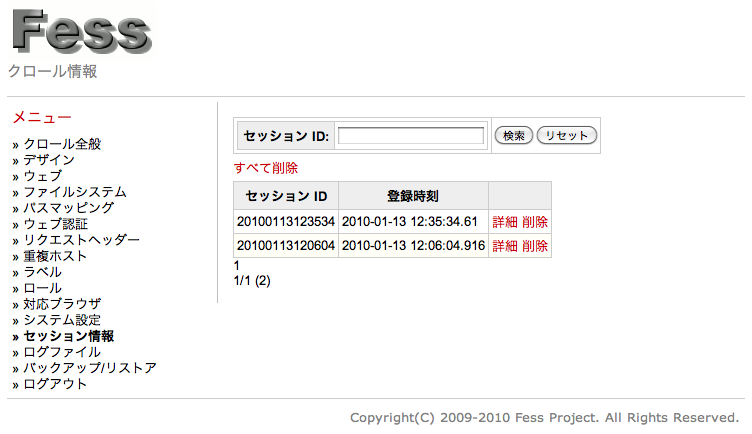 Fess
クロール情報
メニュー
» クロール全般
» デザイン
» ウェブ
» ファイルシステム
» パスマッピング
» ウェブ認証
» リクエストヘッダー
» 重複ホスト
» ラベル
» ロール
» 対応ブラウザ
» システム設定
» セッション情報
» ログファイル
» バックアップ/リストア
» ログアウト
セッション ID: 検索 リセット
すべて削除
セッション ID 登録時刻
20100113123534 2010-01-13 12:35:34.61 詳細 削除
20100113120604 2010-01-13 12:06:04.916 詳細 削除
1
1/1 (2)
Copyright(C) 2009-2010 Fess Project. All Rights Reserved.